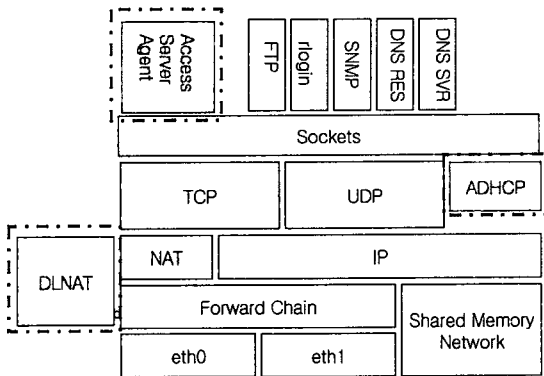 Access
Server
Agent
FTP
rlogin
SNMP
DNS RES
DNS SVR
Sockets
TCP
UDP
ADHCP
DLNAT
NAT
IP
Forward Chain
Shared Memory
Network
eth0
eth1